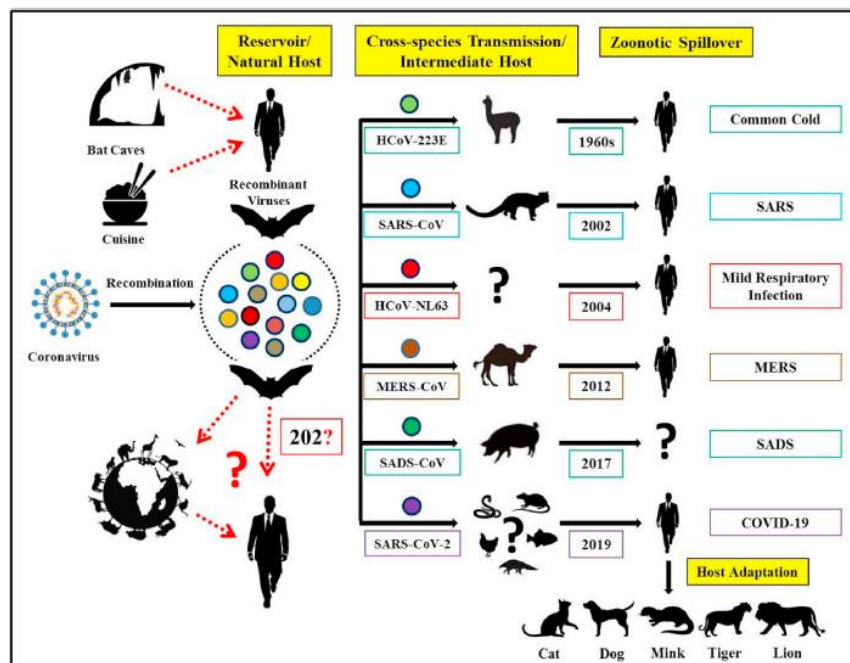 Reservoir/
Natural Host
Cross-species Transmission/
Intermediate Host
Zoonotic Spillover
Bat Caves
Cuisine
Recombinant
Viruses
Recombination
Coronavirus
202?
?
HCoV-223E
1960s
Common Cold
SARS-CoV
2002
SARS
HCoV-NL63
?
2004
Mild Respiratory
Infection
MERS-CoV
2012
MERS
SADS-CoV
2017
?
SADS
SARS-CoV-2
?
2019
COVID-19
Host Adaptation
Cat
Dog
Mink
Tiger
Lion